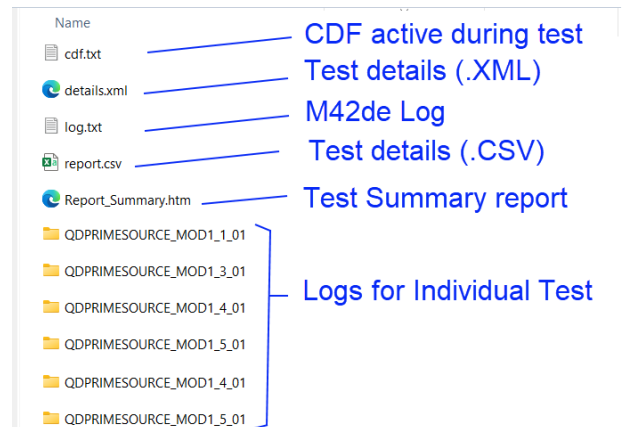 Name
cdf.txt
CDF active during test
details.xml
Test details (.XML)
log.txt
M42de Log
report.csv
Test details (.CSV)
Report_Summary.htm
Test Summary report
QDPRIMESOURCE_MOD1_1_01
QDPRIMESOURCE_MOD1_3_01
QDPRIMESOURCE_MOD1_4_01
Logs for Individual Test
QDPRIMESOURCE_MOD1_5_01
QDPRIMESOURCE_MOD1_4_01
QDPRIMESOURCE_MOD1_5_01